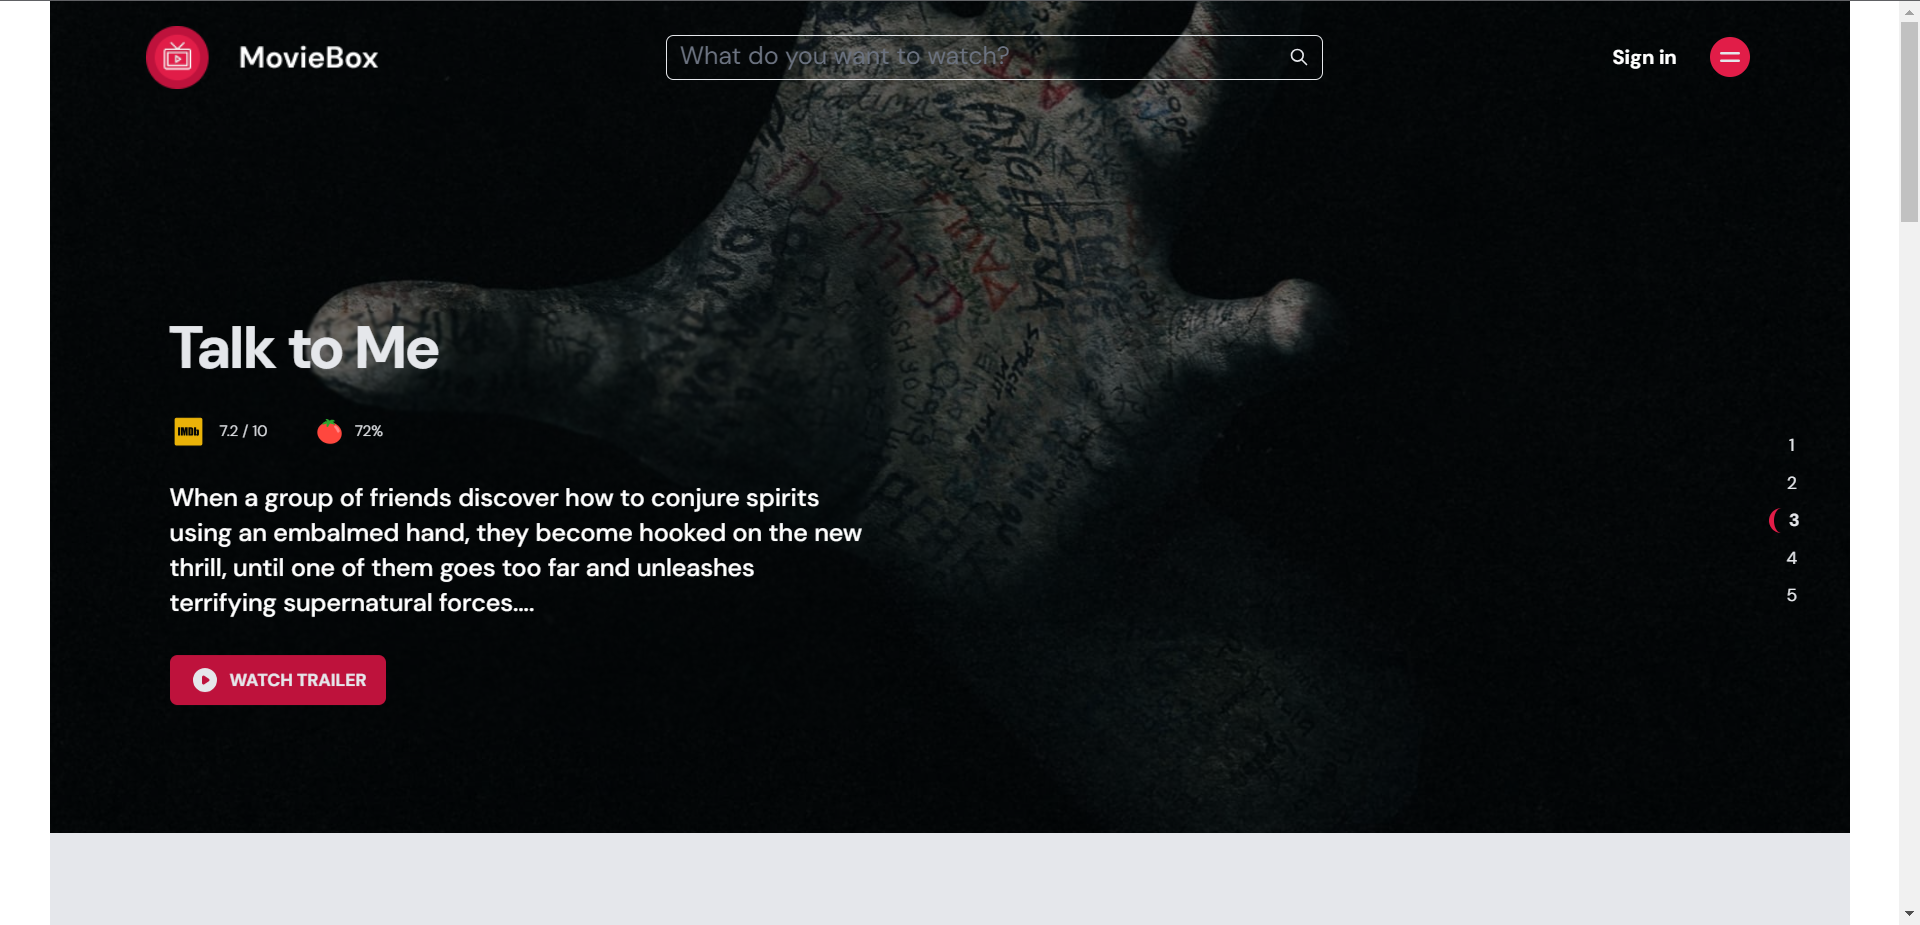 MovieBox
What do you want to watch?
Sign in
Talk to Me
IMDb
7.2 / 10
72%
When a group of friends discover how to conjure spirits
using an embalmed hand, they become hooked on the new
thrill, until one of them goes too far and unleashes
terrifying supernatural forces....
WATCH TRAILER
1
2
3
4
5